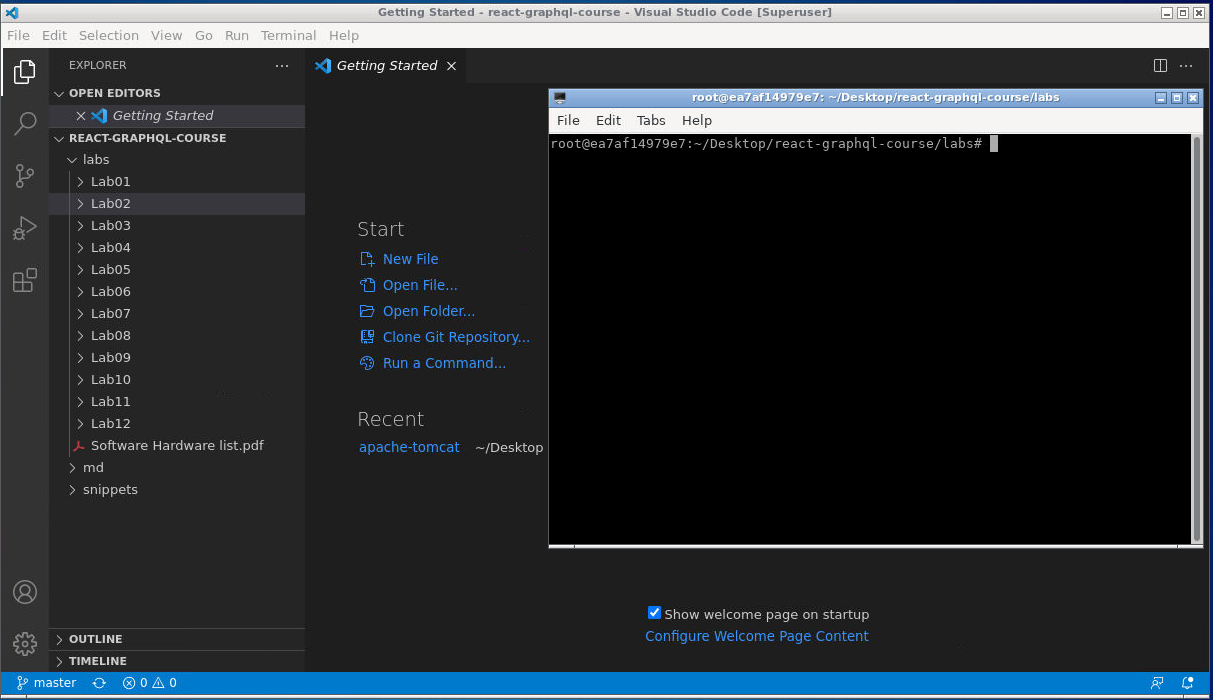 Getting Started - react-graphql-course - Visual Studio Code [Superuser]
File Edit Selection View Go Run Terminal Help
EXPLORER
Getting Started
OPEN EDITORS
Getting Started
REACT-GRAPHQL-COURSE
labs
Lab01
Lab02
Lab03
Lab04
Lab05
Lab06
Lab07
Lab08
Lab09
Lab10
Lab11
Lab12
Software Hardware list.pdf
md
snippets
OUTLINE
TIMELINE
Start
New File
Open File...
Open Folder...
Clone Git Repository...
Run a Command...
Recent
apache-tomcat ~/Desktop
root@ea7af14979e7: ~/Desktop/react-graphql-course/labs
File Edit Tabs Help
root@ea7af14979e7:~/Desktop/react-graphql-course/labs#
Show welcome page on startup
Configure Welcome Page Content
master 0 0